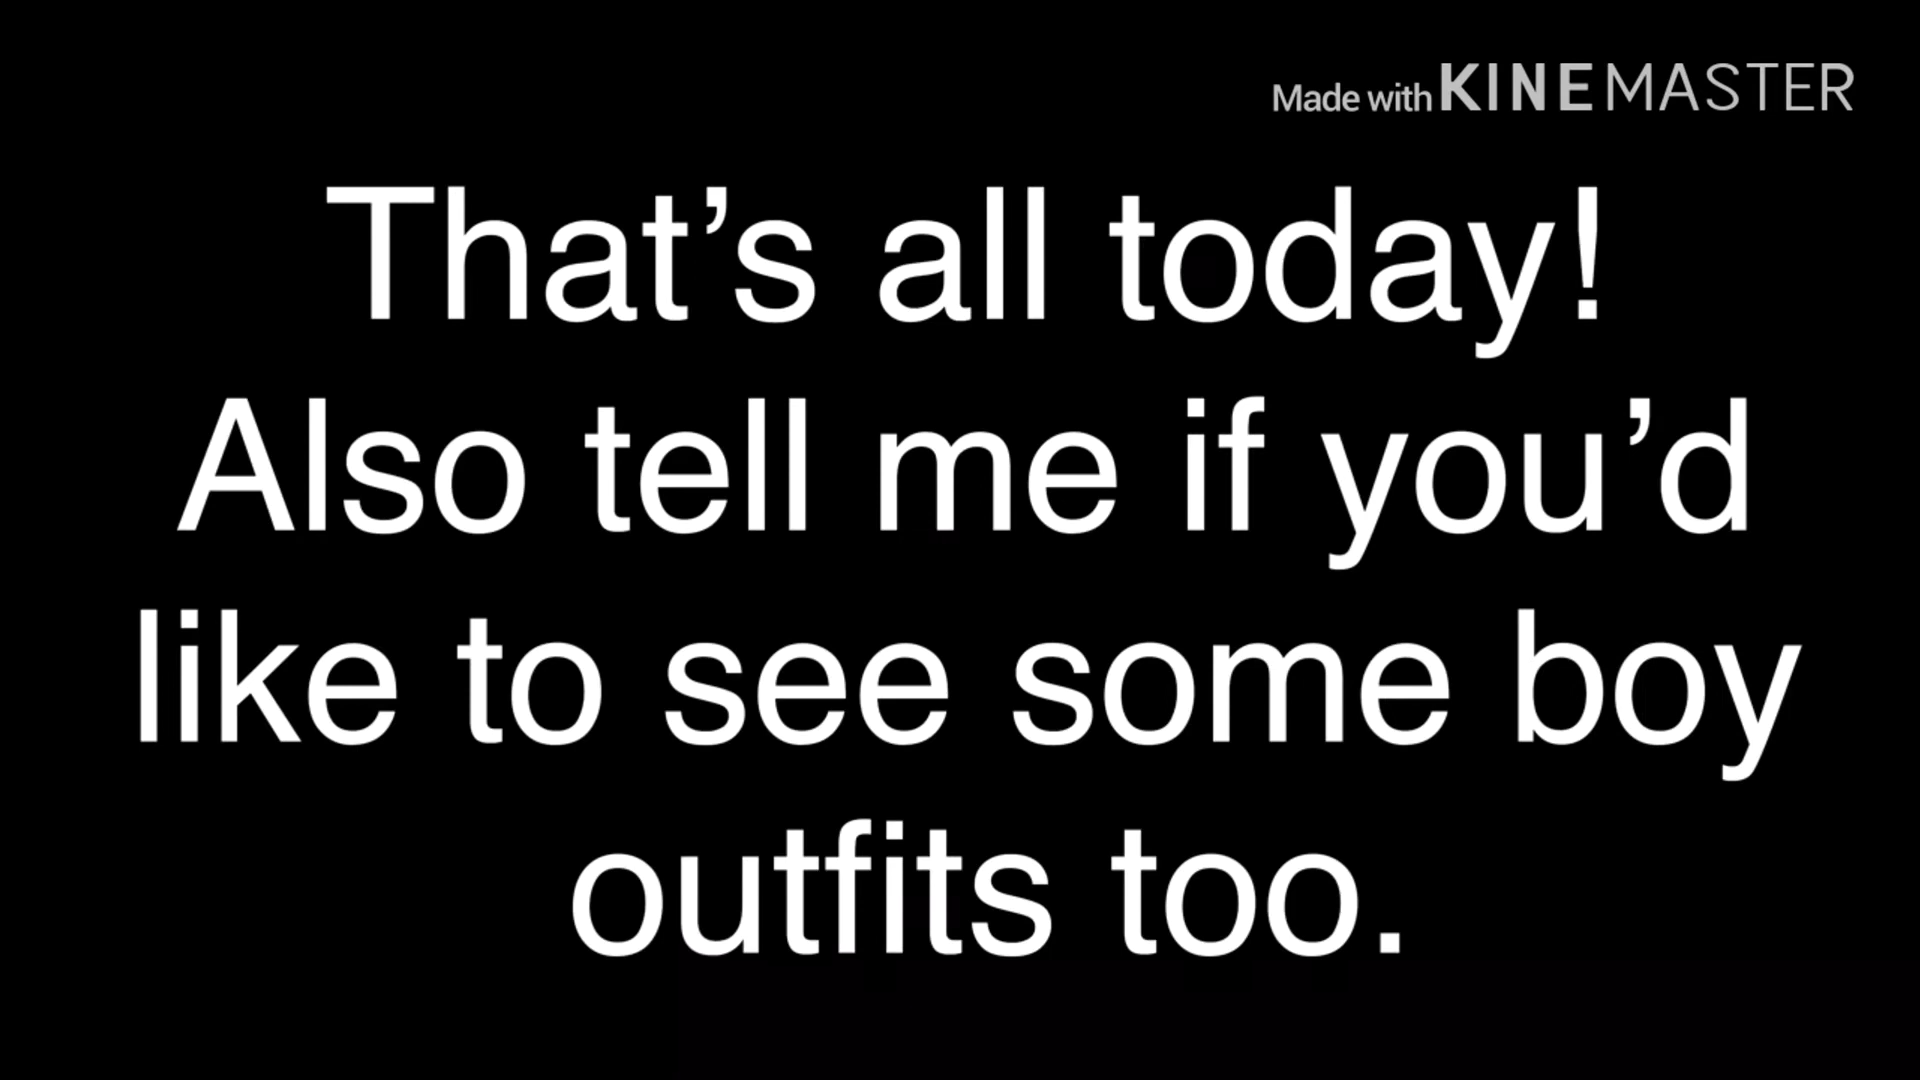 Made with KINEMASTER
That’s all today!
Also tell me if you’d
like to see some boy
outfits too.